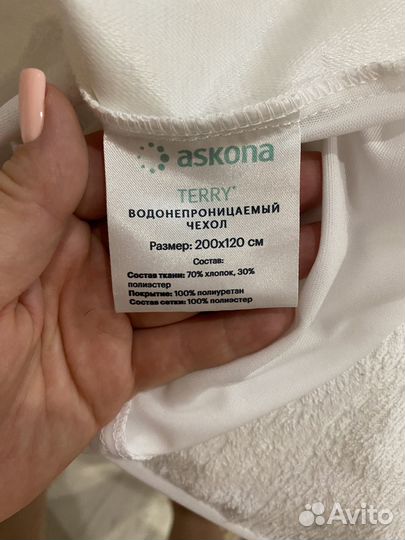 askona
TERRY*
ВОДОНЕПРОНИЦАЕМЫЙ
ЧЕХОЛ
Размер: 200x120 см
Состав:
Состав ткани: 70% хлопок, 30%
полиэстер
Покрытие: 100% полиуретан
Состав сетки: 100% полиэстер
Avito